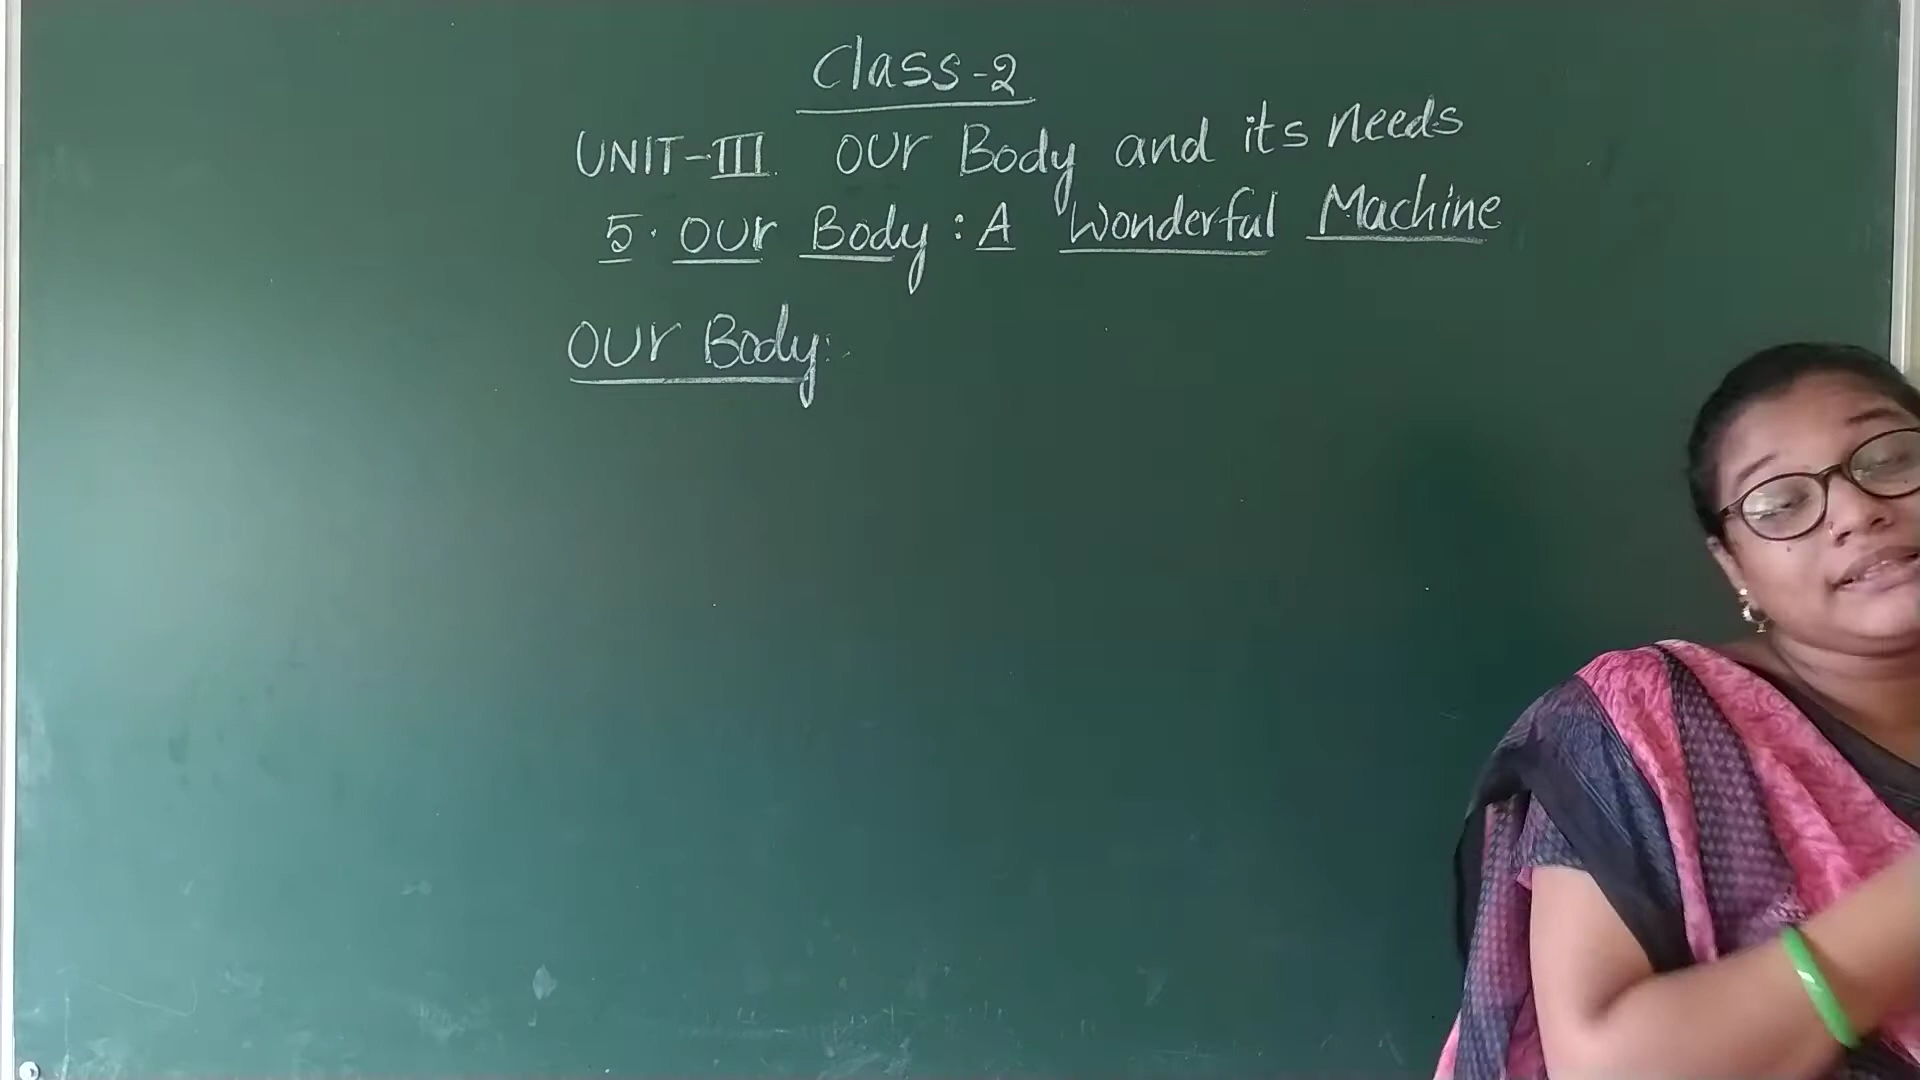 Class-2
UNIT-III. Our Body and its needs
5. Our Body: A Wonderful Machine
Our Body: